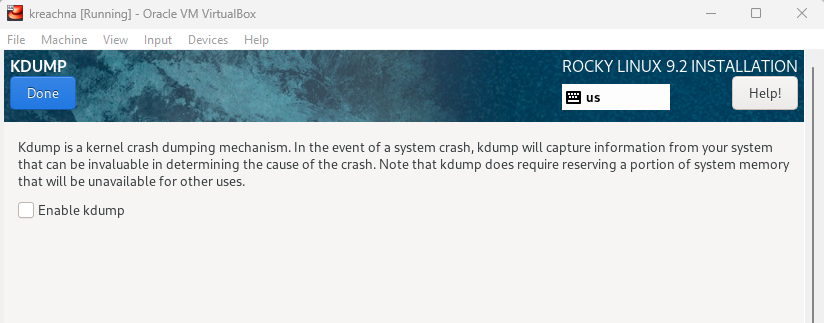 kreachna [Running] - Oracle VM VirtualBox
File Machine View Input Devices Help
KDUMP
ROCKY LINUX 9.2 INSTALLATION
Done
us
Help!
Kdump is a kernel crash dumping mechanism. In the event of a system crash, kdump will capture information from your system
that can be invaluable in determining the cause of the crash. Note that kdump does require reserving a portion of system memory
that will be unavailable for other uses.
Enable kdump